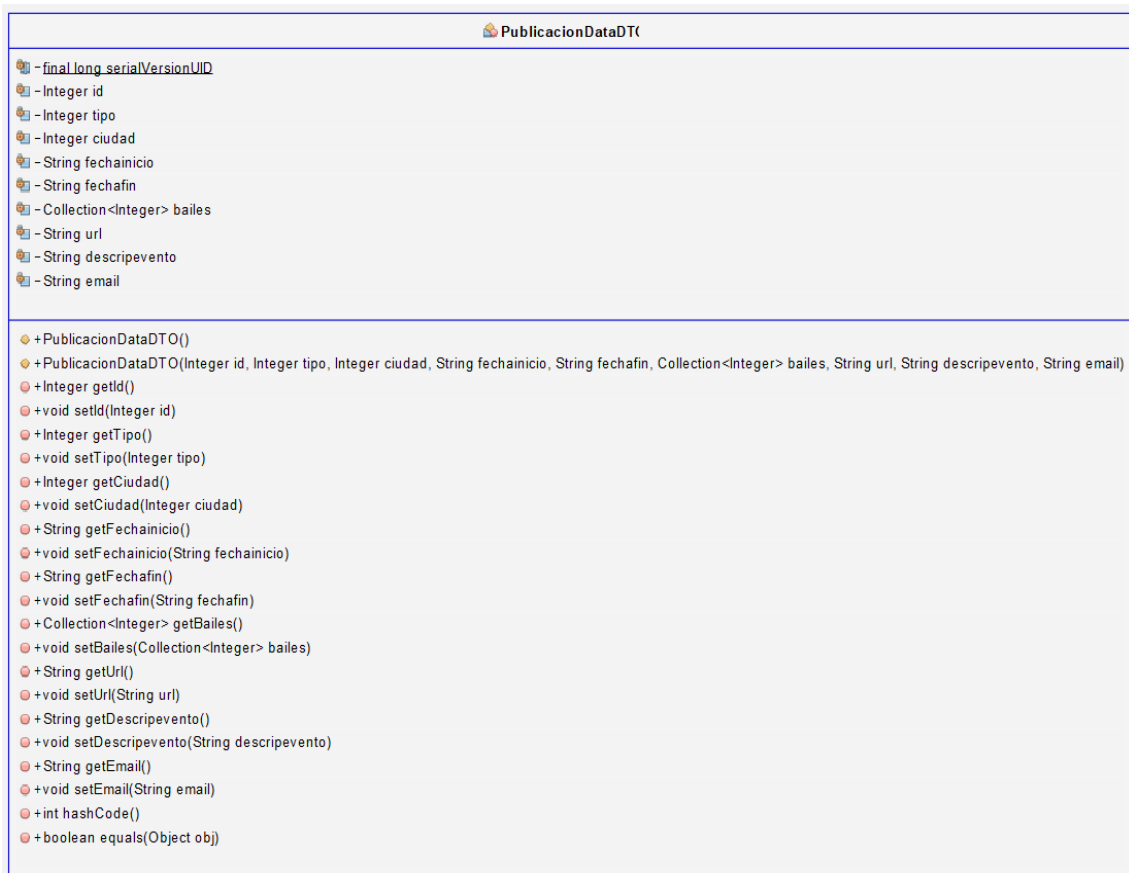 PublicacionDataDT(
-final long serialVersionUID
-Integer id
-Integer tipo
-Integer ciudad
-String fechainicio
-String fechafin
-Collection<Integer> bailes
-String url
-String descripevento
-String email
+PublicacionDataDTO()
+PublicacionDataDTO(Integer id, Integer tipo, Integer ciudad, String fechainicio, String fechafin, Collection<Integer> bailes, String url, String descripevento, String email)
+Integer getId()
+void setId(Integer id)
+Integer getTipo()
+void setTipo(Integer tipo)
+Integer getCiudad()
+void setCiudad(Integer ciudad)
+String getFechainicio()
+void setFechainicio(String fechainicio)
+String getFechafin()
+void setFechafin(String fechafin)
+Collection<Integer> getBailes()
+void setBailes(Collection<Integer> bailes)
+String getUrl()
+void setUrl(String url)
+String getDescripevento()
+void setDescripevento(String descripevento)
+String getEmail()
+void setEmail(String email)
+int hashCode()
+boolean equals(Object obj)